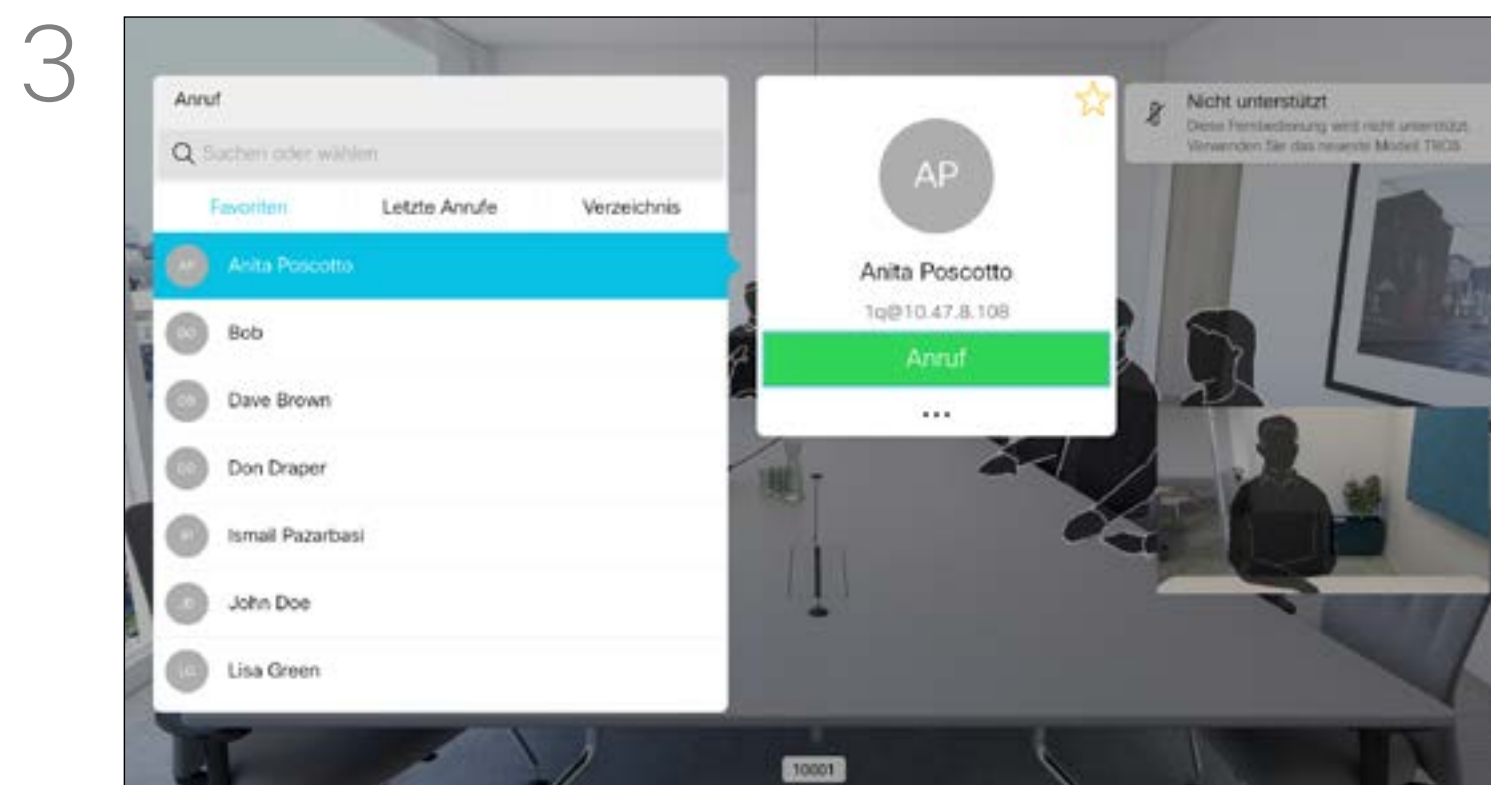 3
Anruf
Suchen oder wählen
Favoriten
Letzte Anrufe
Verzeichnis
AP
Anita Poscotto
Bob
Dave Brown
Don Draper
Ismail Pazarbasi
John Doe
Lisa Green
AP
Anita Poscotto
1q@10.47.8.108
Anruf
...
Nicht unterstützt
Diese Fernbedienung wird nicht unterstützt.
Verwenden Sie das neueste Modell TRC6
10001